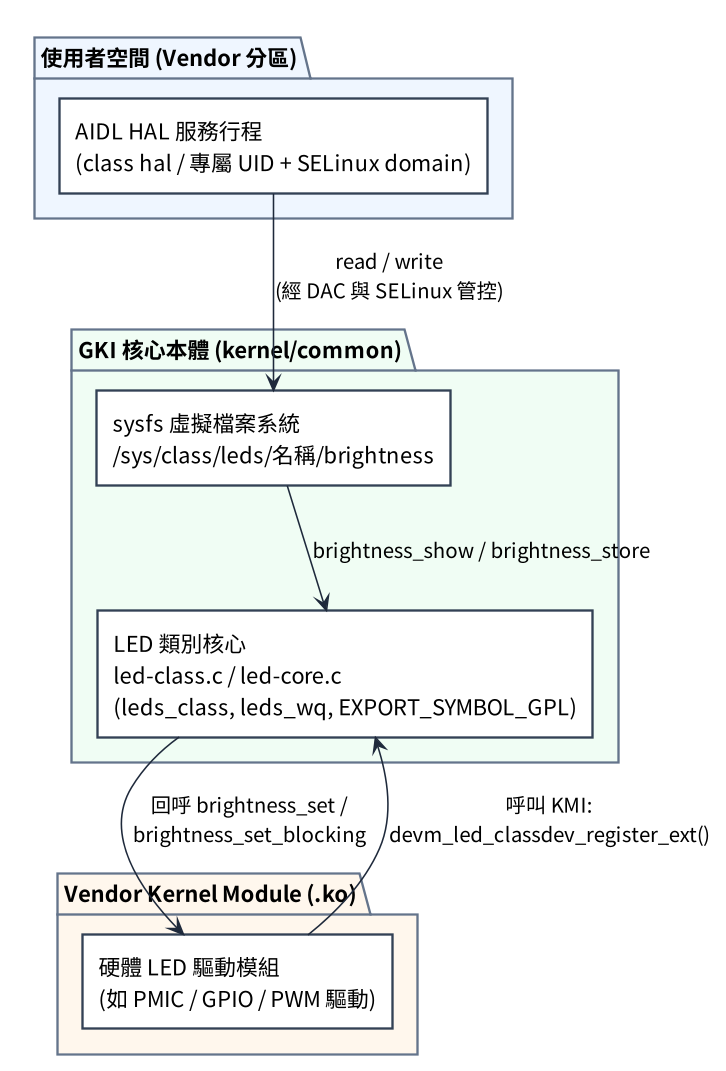 使用者空間 (Vendor 分區)
AIDL HAL 服務行程
(class hal / 專屬 UID + SELinux domain)
read / write
(經 DAC 與 SELinux 管控)
GKI 核心本體 (kernel/common)
sysfs 虛擬檔案系統
/sys/class/leds/名稱/brightness
brightness_show / brightness_store
LED 類別核心
led-class.c / led-core.c
(leds_class, leds_wq, EXPORT_SYMBOL_GPL)
回呼 brightness_set /
brightness_set_blocking
呼叫 KMI:
devm_led_classdev_register_ext()
Vendor Kernel Module (.ko)
硬體 LED 驅動模組
(如 PMIC / GPIO / PWM 驅動)